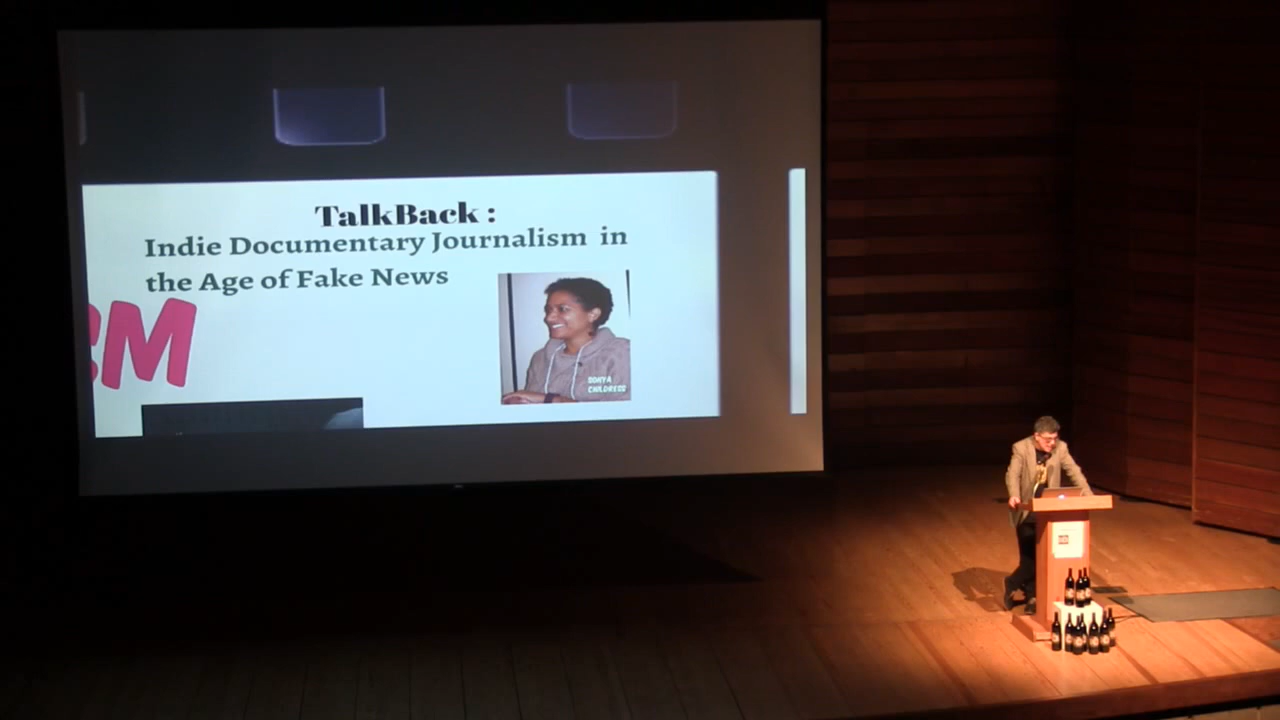 TalkBack :
Indie Documentary Journalism in
the Age of Fake News
M
SONYA
CHILDRESS